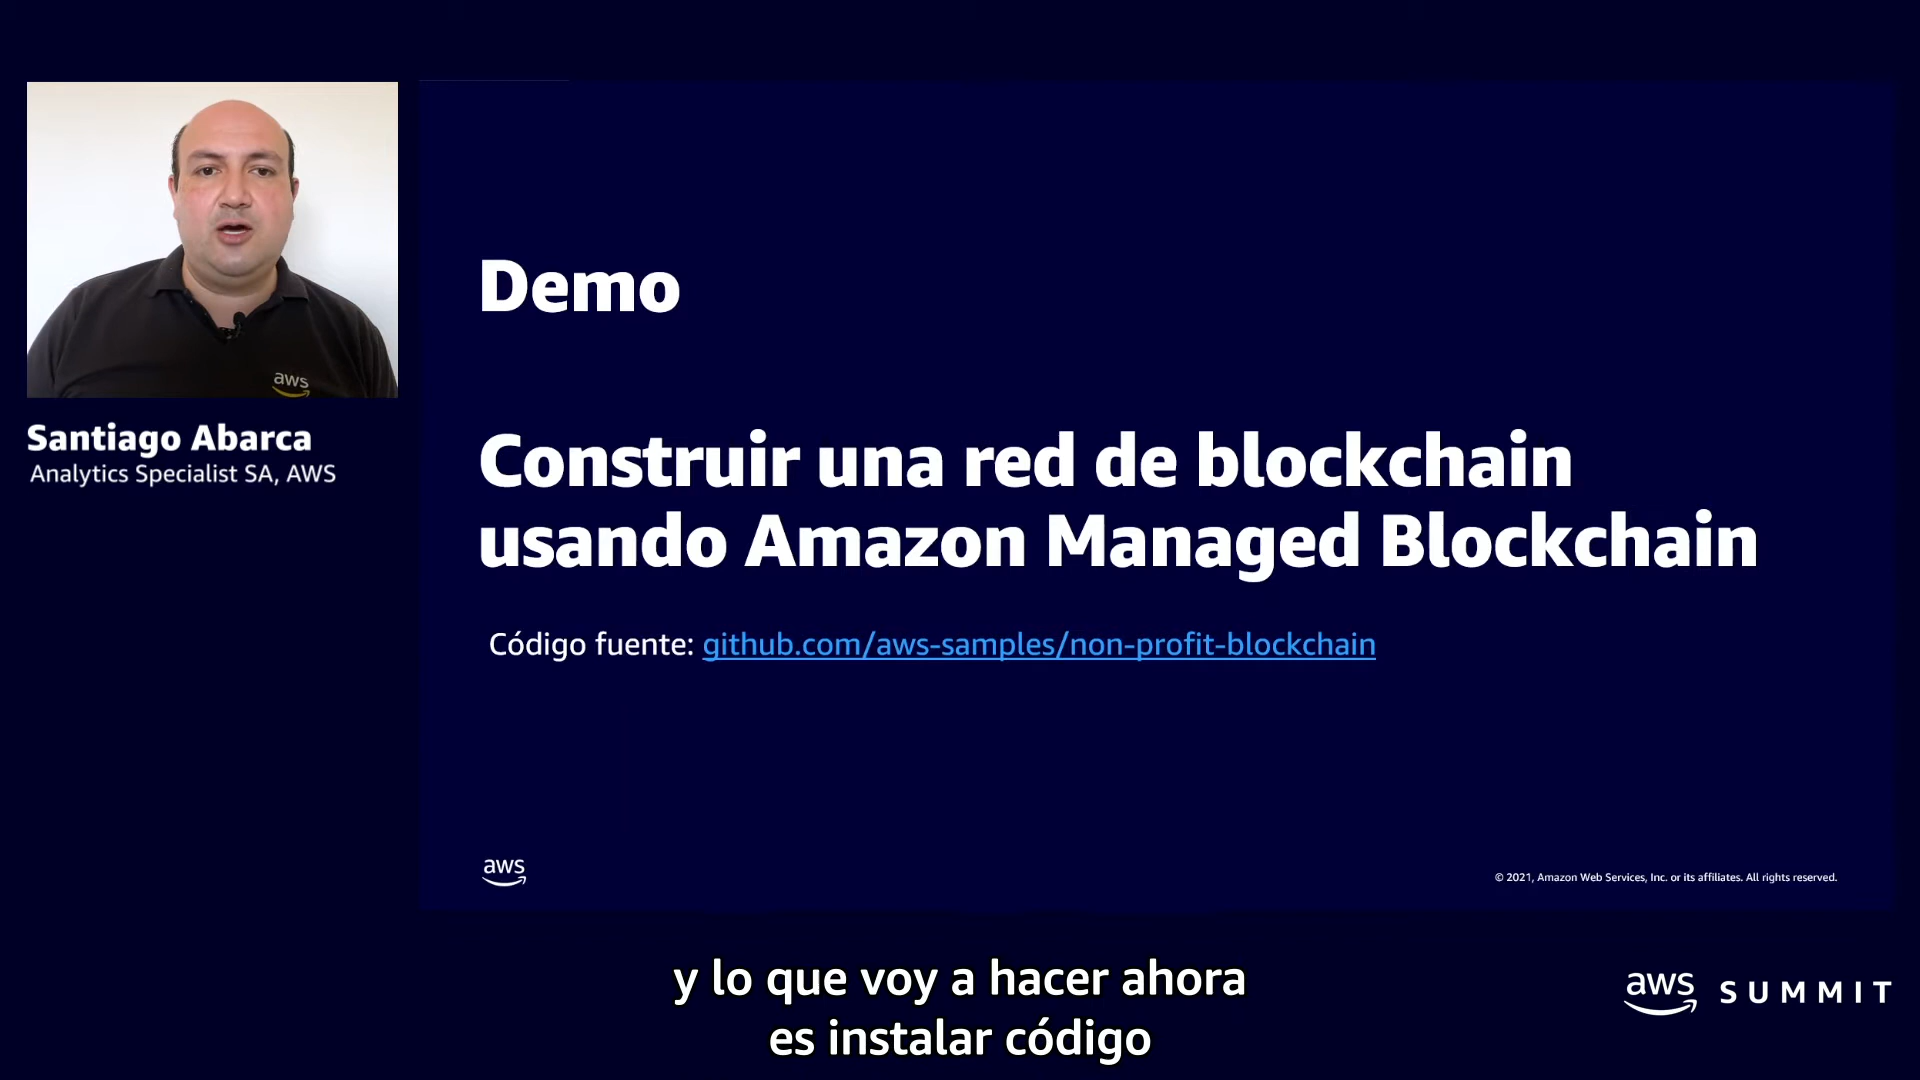 aws
Santiago Abarca
Analytics Specialist SA, AWS
Demo
Construir una red de blockchain
usando Amazon Managed Blockchain
Código fuente: github.com/aws-samples/non-profit-blockchain
aws
© 2021, Amazon Web Services, Inc. or its affiliates. All rights reserved.
y lo que voy a hacer ahora
es instalar código
aws SUMMIT